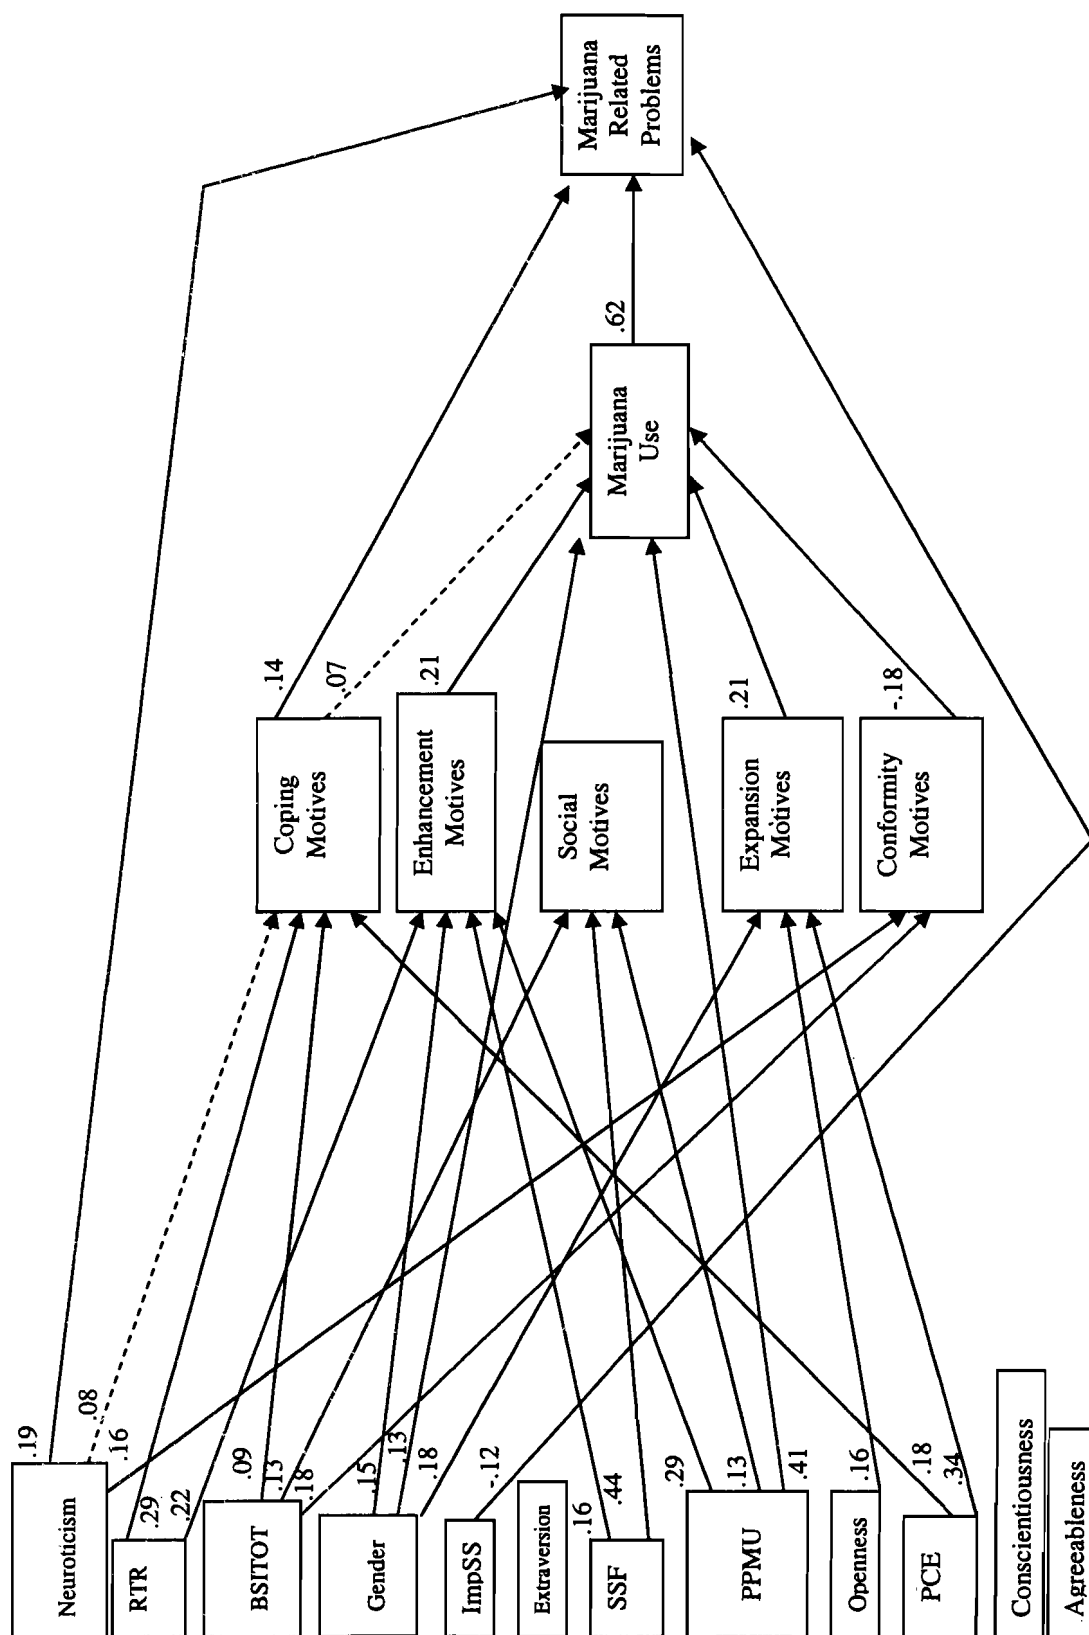 Neuroticism
.19
.08
.16
RTR
.29
.22
BSITOT
.09
.13
.18
Gender
.15
.13
.18
ImpSS
-.12
Extraversion
SSF
.16
.44
PPMU
.29
.13
.41
Openness
.16
PCE
.18
.34
Conscientiousness
Agreeableness
Coping
Motives
.14
.07
Enhancement
Motives
.21
Social
Motives
Expansion
Motives
.21
Conformity
Motives
-.18
Marijuana
Use
.62
Marijuana
Related
Problems